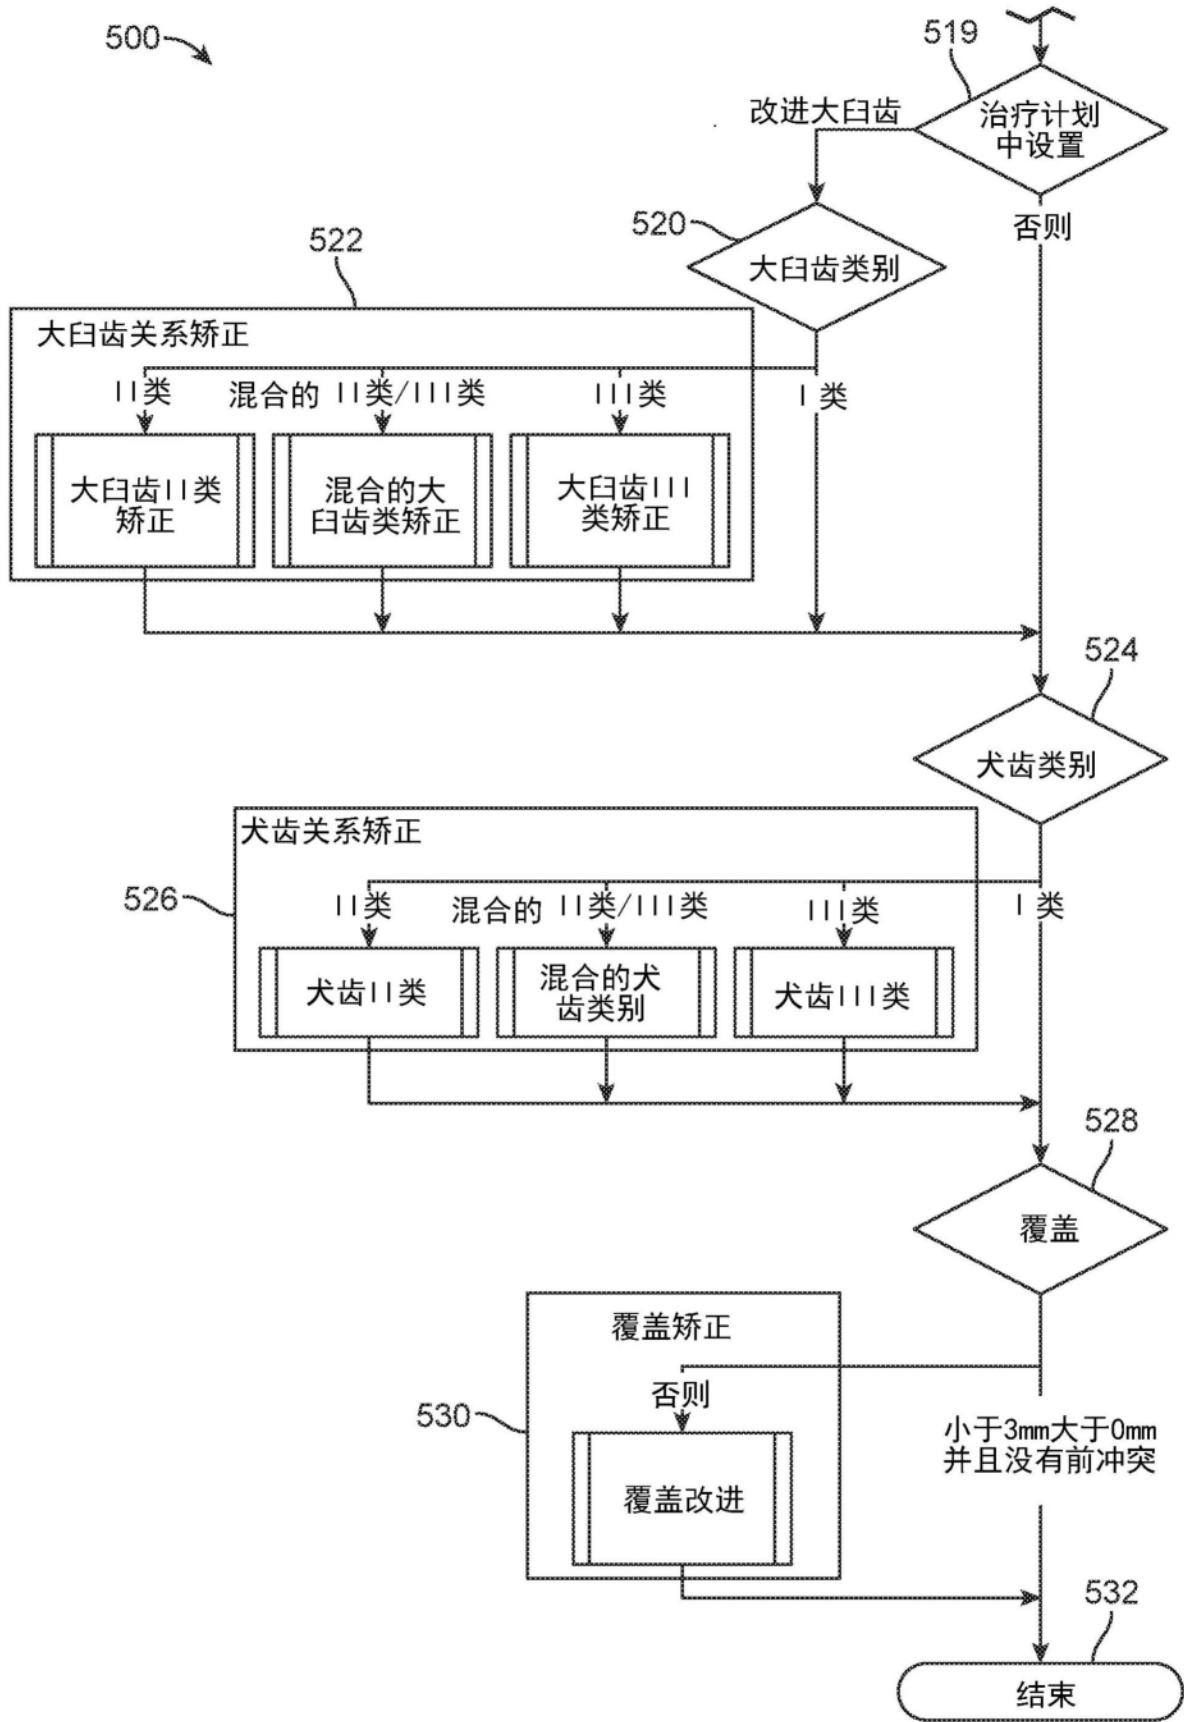 500
519
治疗计划
中设置
改进大臼齿
否则
520
大臼齿类别
522
大臼齿关系矫正
II类
混合的 II类/III类
III类
I 类
大臼齿II类
矫正
混合的大
臼齿类矫正
大臼齿III
类矫正
524
犬齿类别
犬齿关系矫正
526
II类
混合的 II类/III类
III类
I 类
犬齿II类
混合的犬
齿类别
犬齿III类
528
覆盖
覆盖矫正
否则
530
覆盖改进
小于3mm大于0mm
并且没有前冲突
532
结束